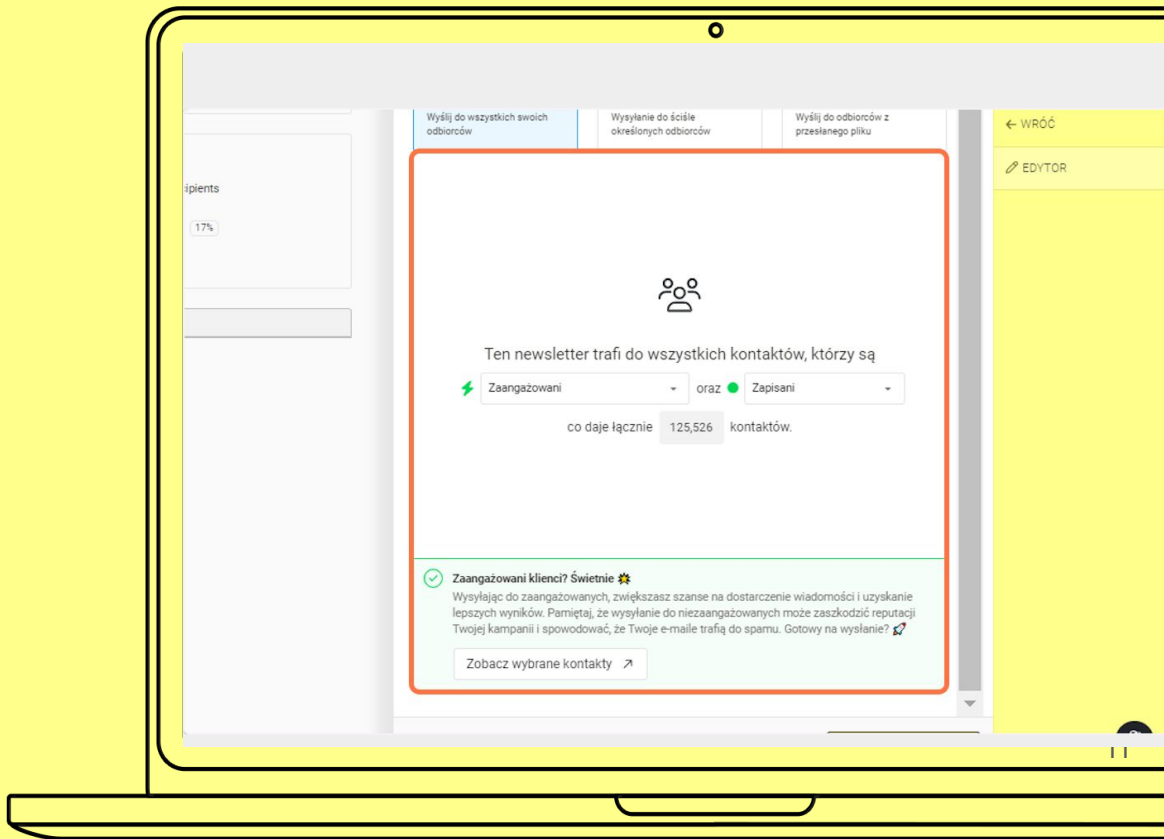 Wyślij do wszystkich swoich
odbiorców
Wysyłanie do ściśle
określonych odbiorców
Wyślij do odbiorców z
przesłanego pliku
← WRÓĆ
EDYTOR
ipients
17%
Ten newsletter trafi do wszystkich kontaktów, którzy są
Zaangażowani oraz Zapisani
co daje łącznie 125,526 kontaktów.
Zaangażowani klienci? Świetnie 💥
Wysyłając do zaangażowanych, zwiększasz szanse na dostarczenie wiadomości i uzyskanie
lepszych wyników. Pamiętaj, że wysyłanie do niezaangażowanych może zaszkodzić reputacji
Twojej kampanii i spowodować, że Twoje e-maile trafią do spamu. Gotowy na wysłanie? 🚀
Zobacz wybrane kontakty ↗